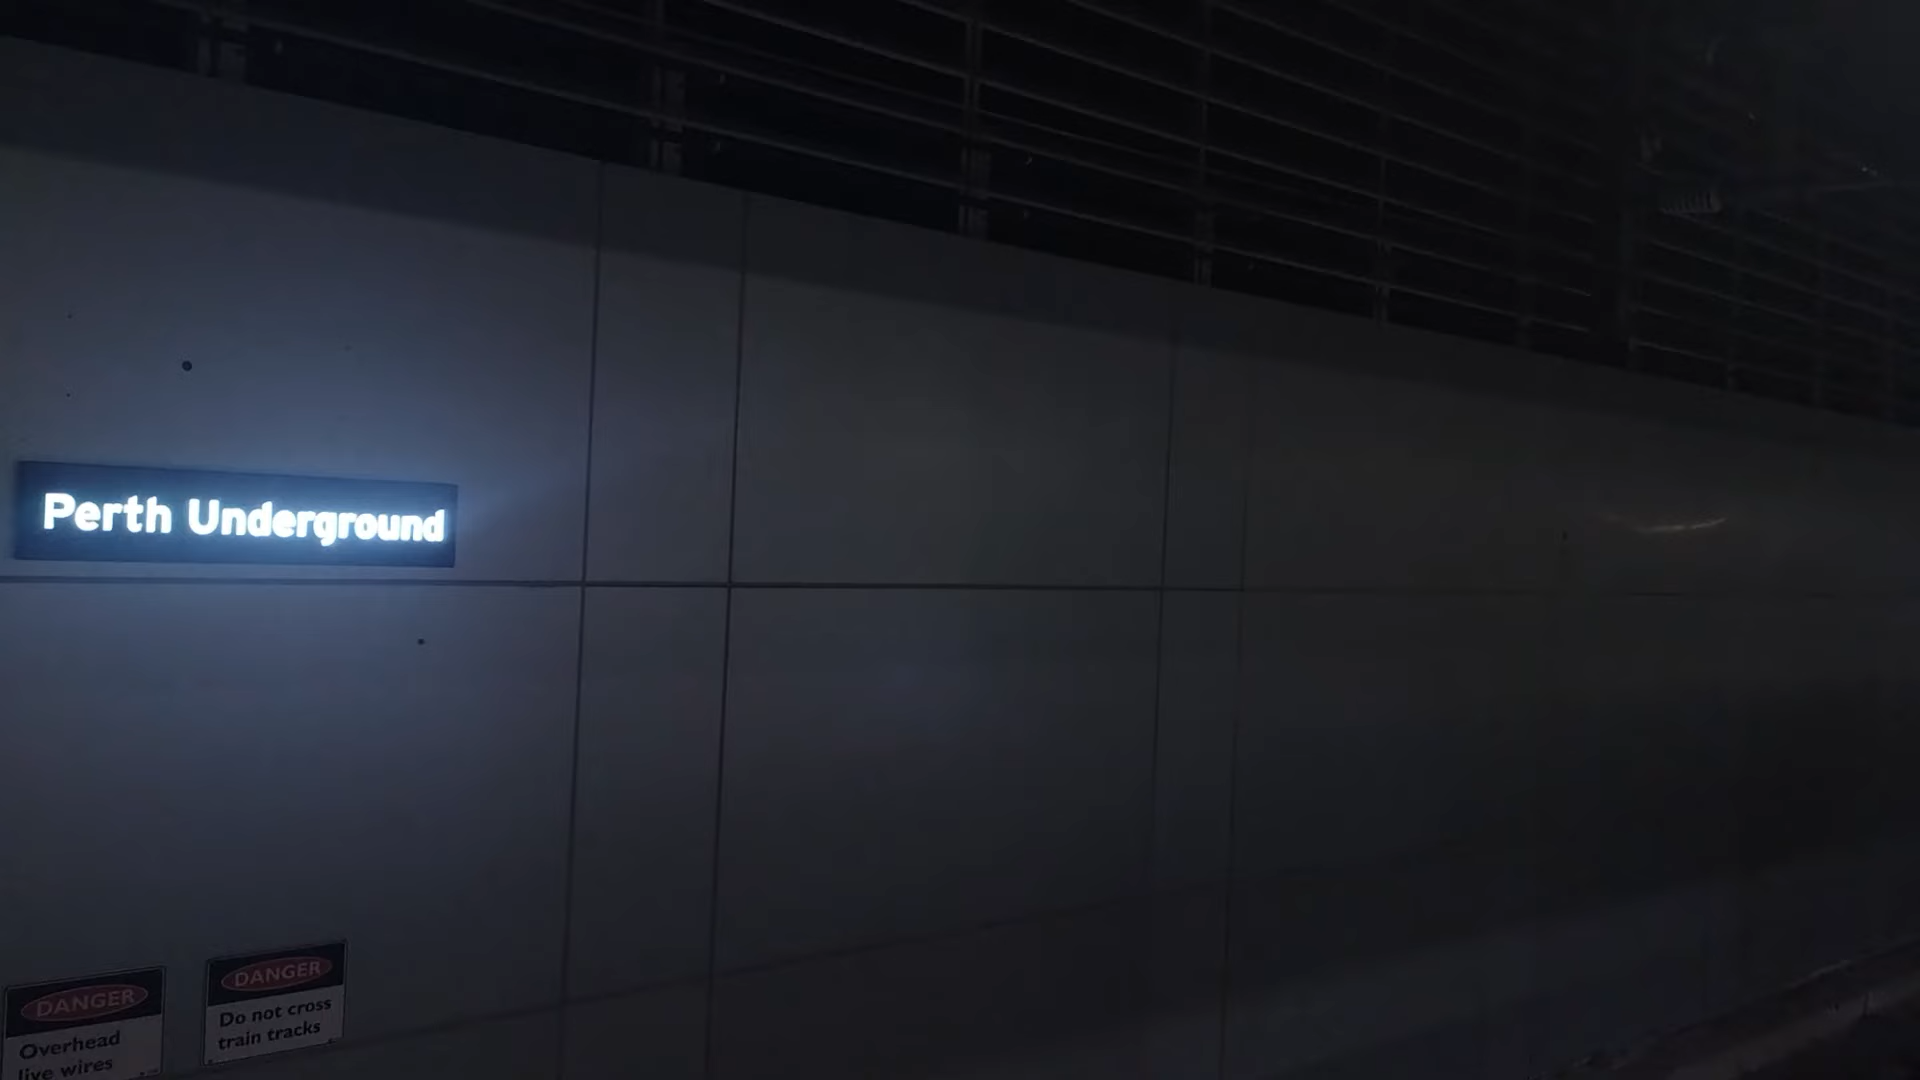 Perth Underground
DANGER
Overhead
live wires
DANGER
Do not cross
train tracks